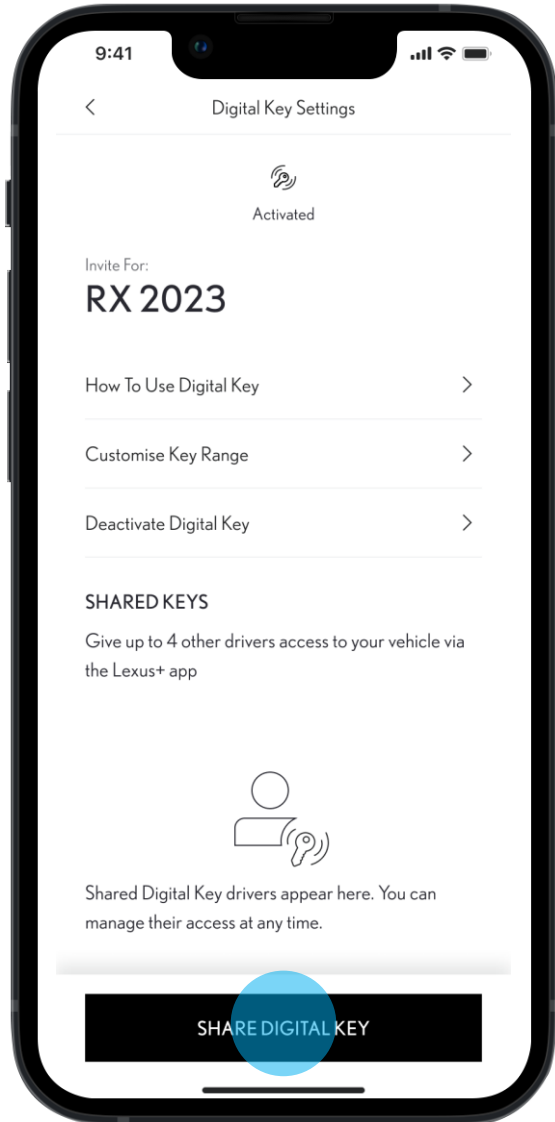 9:41
Digital Key Settings
Activated
Invite For:
RX 2023
How To Use Digital Key
Customise Key Range
Deactivate Digital Key
SHARED KEYS
Give up to 4 other drivers access to your vehicle via
the Lexus+ app
Shared Digital Key drivers appear here. You can
manage their access at any time.
SHARE DIGITAL KEY